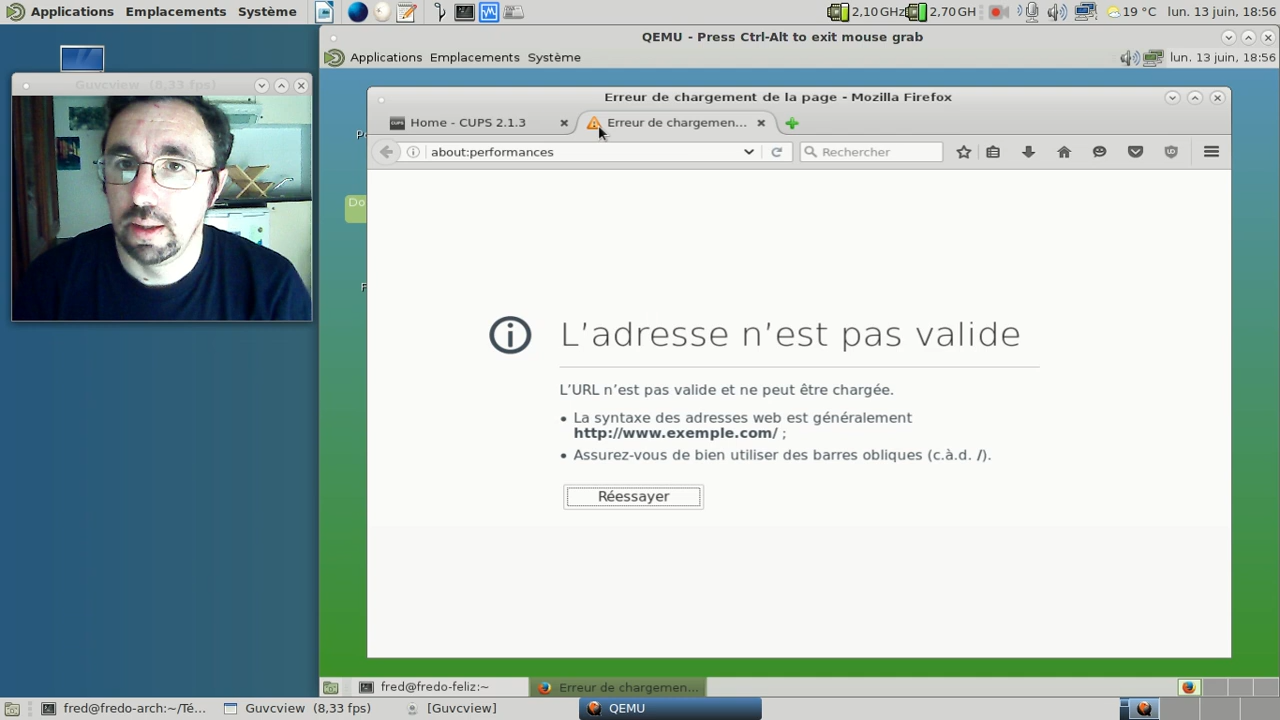 Applications Emplacements Système 2,10 GHz 2,70 GH 19 °C lun. 13 juin, 18:56
QEMU - Press Ctrl-Alt to exit mouse grab
Applications Emplacements Système lun. 13 juin, 18:56
Guvcview (8,33 fps)
Erreur de chargement de la page - Mozilla Firefox
Home - CUPS 2.1.3 Erreur de chargemen...
about:performances Rechercher
Do
L'adresse n'est pas valide
L'URL n'est pas valide et ne peut être chargée.
• La syntaxe des adresses web est généralement
http://www.exemple.com/ ;
• Assurez-vous de bien utiliser des barres obliques (c.à.d. /).
Réessayer
fred@fredo-feliz:~ Erreur de chargemen...
fred@fredo-arch:~/Té... Guvcview (8,33 fps) [Guvcview] QEMU